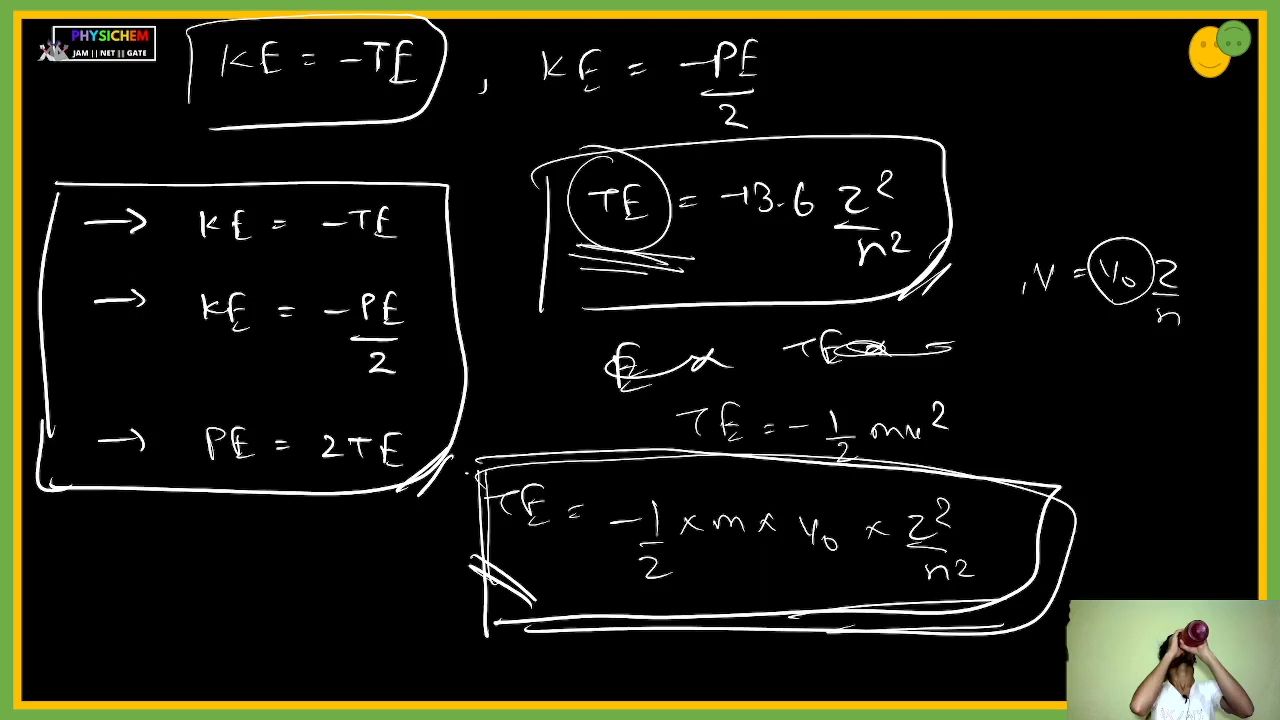 PHYSICHEM
JAM || NET || GATE
KE = -TE , KE = -PE/2
→ KE = -TE
→ KE = -PE/2
→ PE = 2TE
TE = -13.6 Z²/n²
, V = V₀ Z/n
E ∝ TE ∝ =
TE = - 1/2 mv²
TE = -1/2 × m × V₀ × Z²/n²